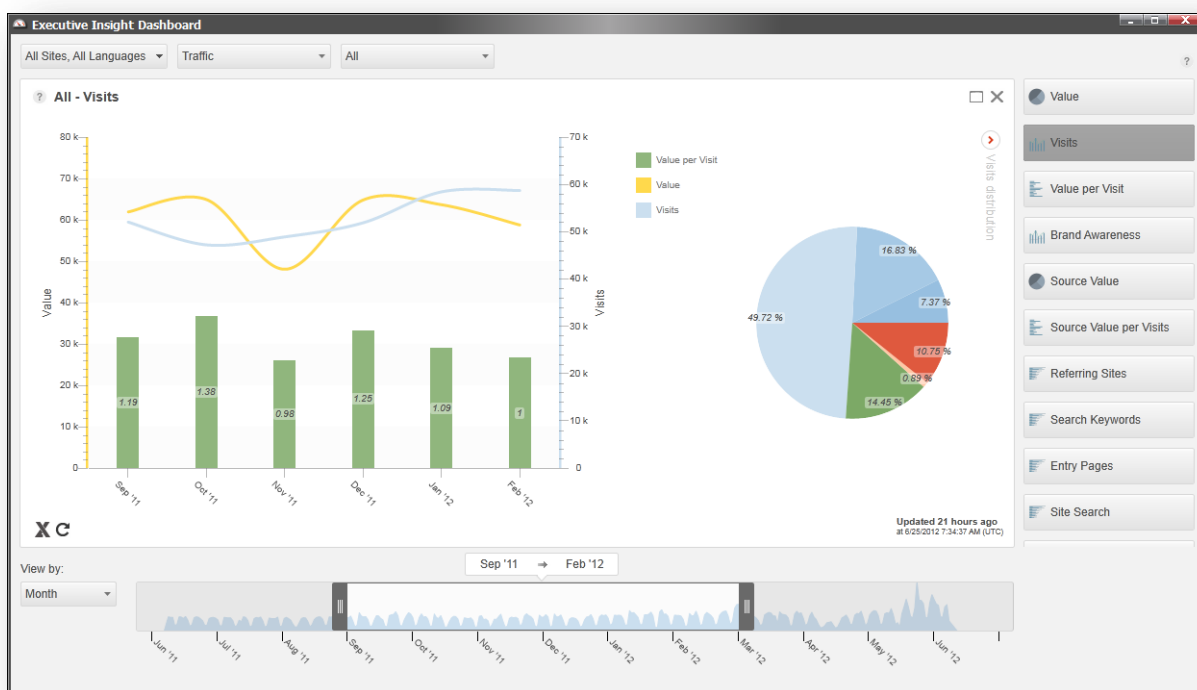 Executive Insight Dashboard
All Sites, All Languages
Traffic
All
?
? All - Visits
80 k
70 k
60 k
50 k
40 k
30 k
20 k
10 k
0
Value
1.19
1.38
0.98
1.25
1.09
1
Sep '11
Oct '11
Nov '11
Dec '11
Jan '12
Feb '12
70 k
60 k
50 k
40 k
30 k
20 k
10 k
0
Visits
Value per Visit
Value
Visits
Visits distribution
16.83 %
7.37 %
49.72 %
10.75 %
0.89 %
14.45 %
Updated 21 hours ago
at 6/25/2012 7:34:37 AM (UTC)
Value
Visits
Value per Visit
Brand Awareness
Source Value
Source Value per Visits
Referring Sites
Search Keywords
Entry Pages
Site Search
View by:
Month
Sep '11 → Feb '12
Jun '11
Jul '11
Aug '11
Sep '11
Oct '11
Nov '11
Dec '11
Jan '12
Feb '12
Mar '12
Apr '12
May '12
Jun '12